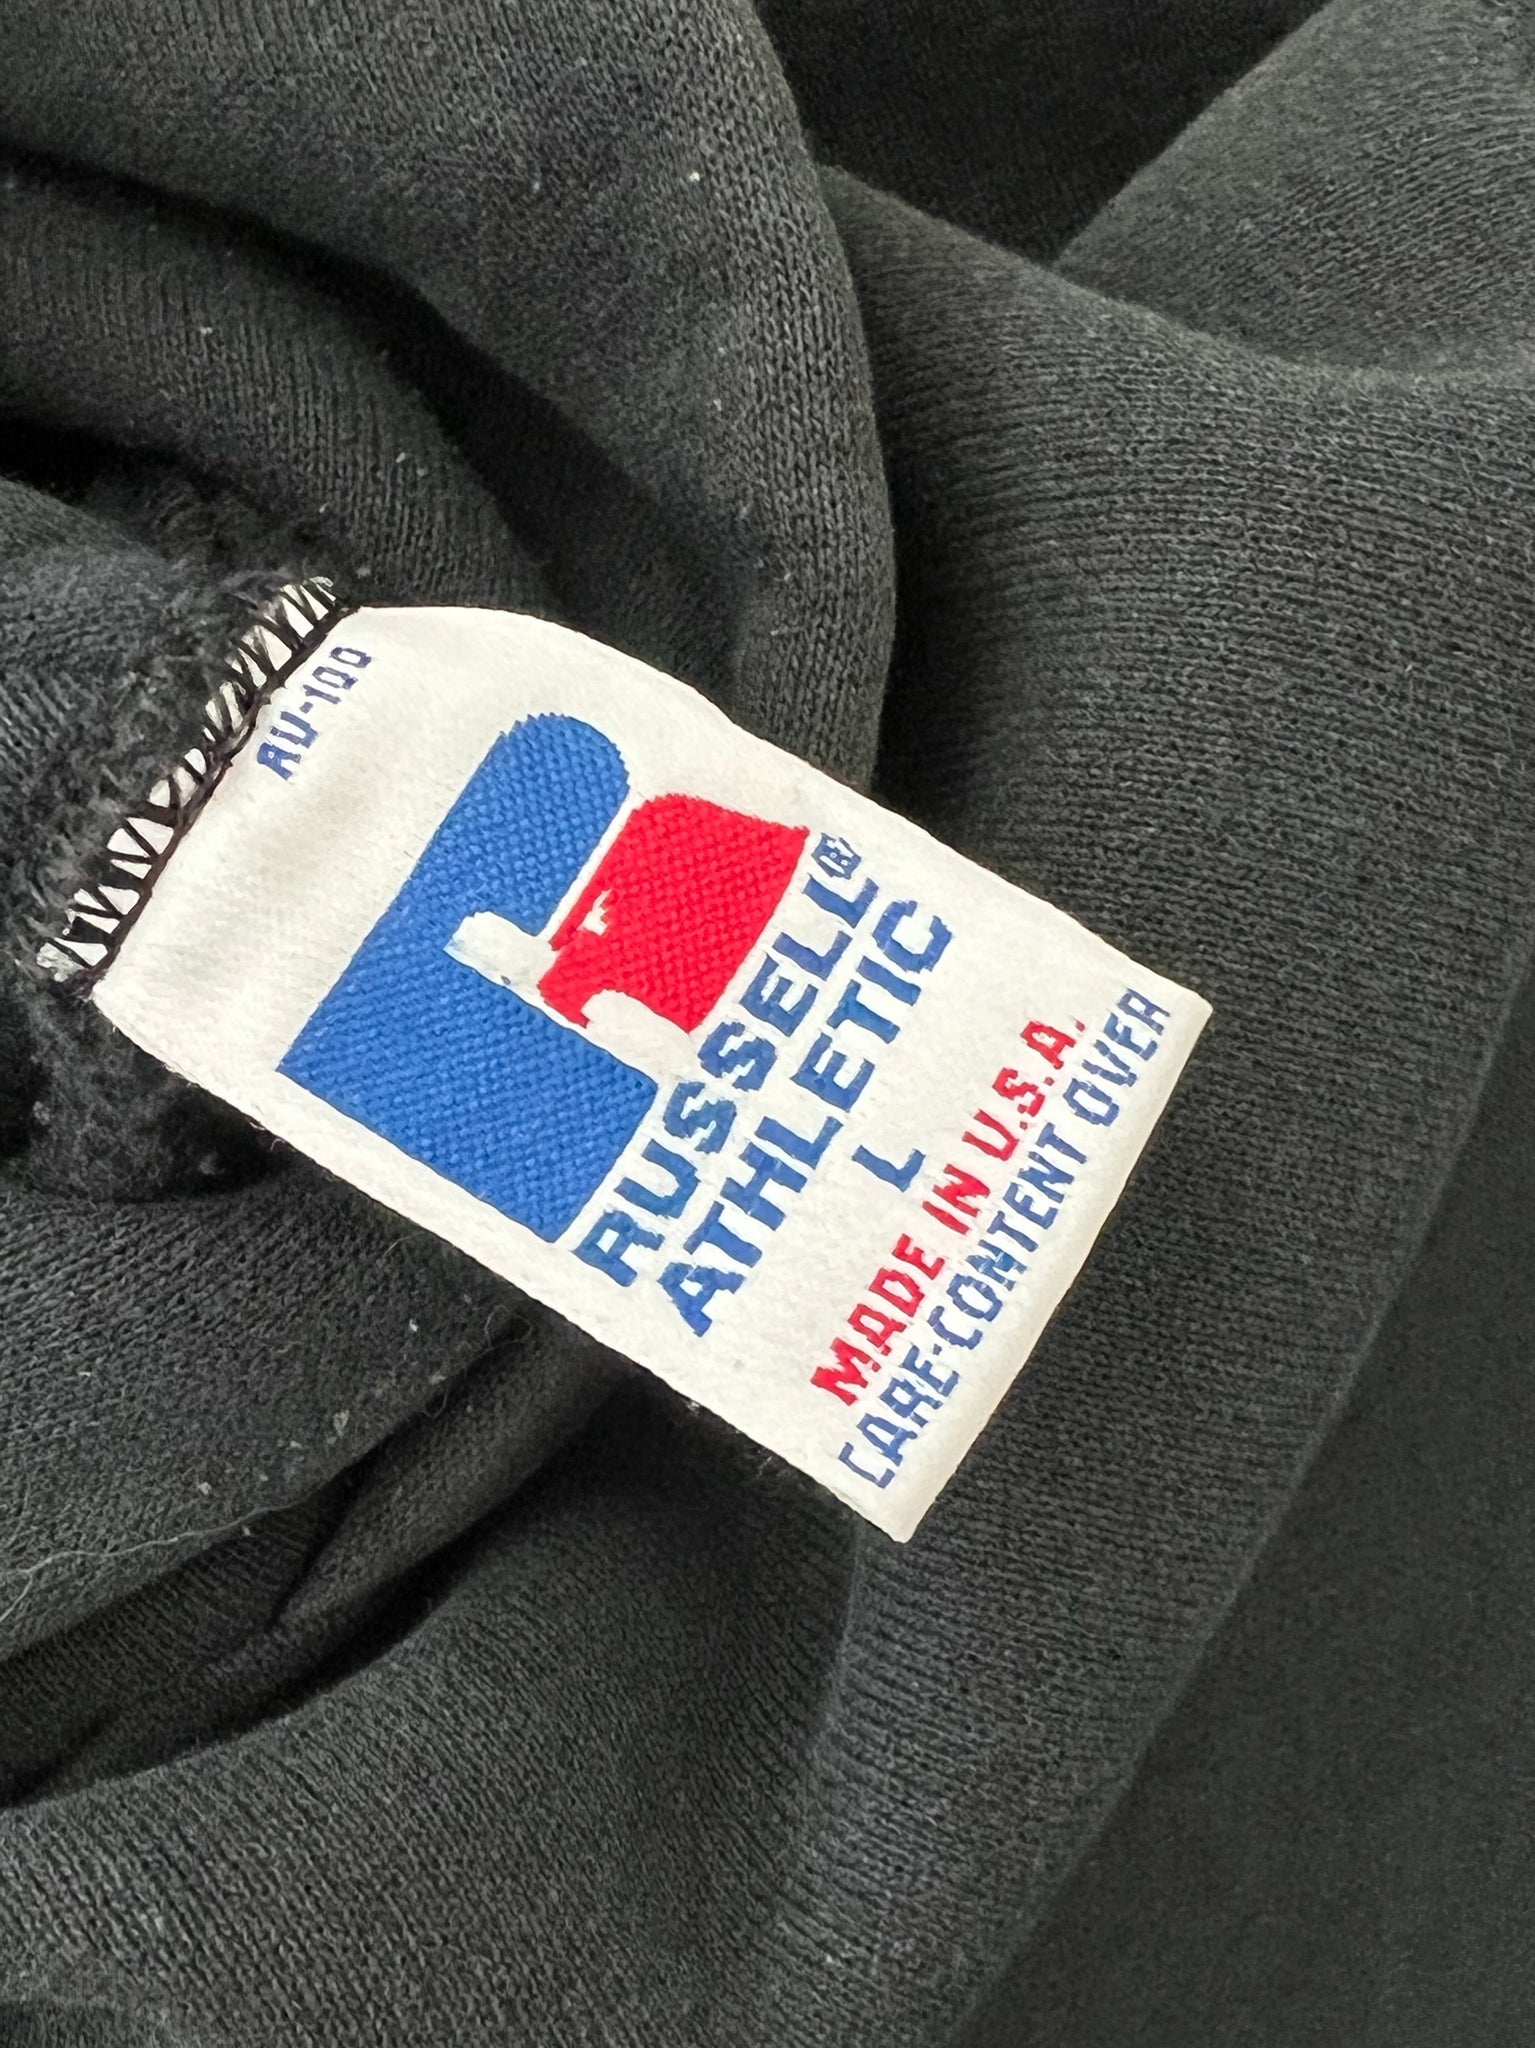 RU-100
RUSSELL®
ATHLETIC
L
MADE IN U.S.A.
CARE-CONTENT OVER